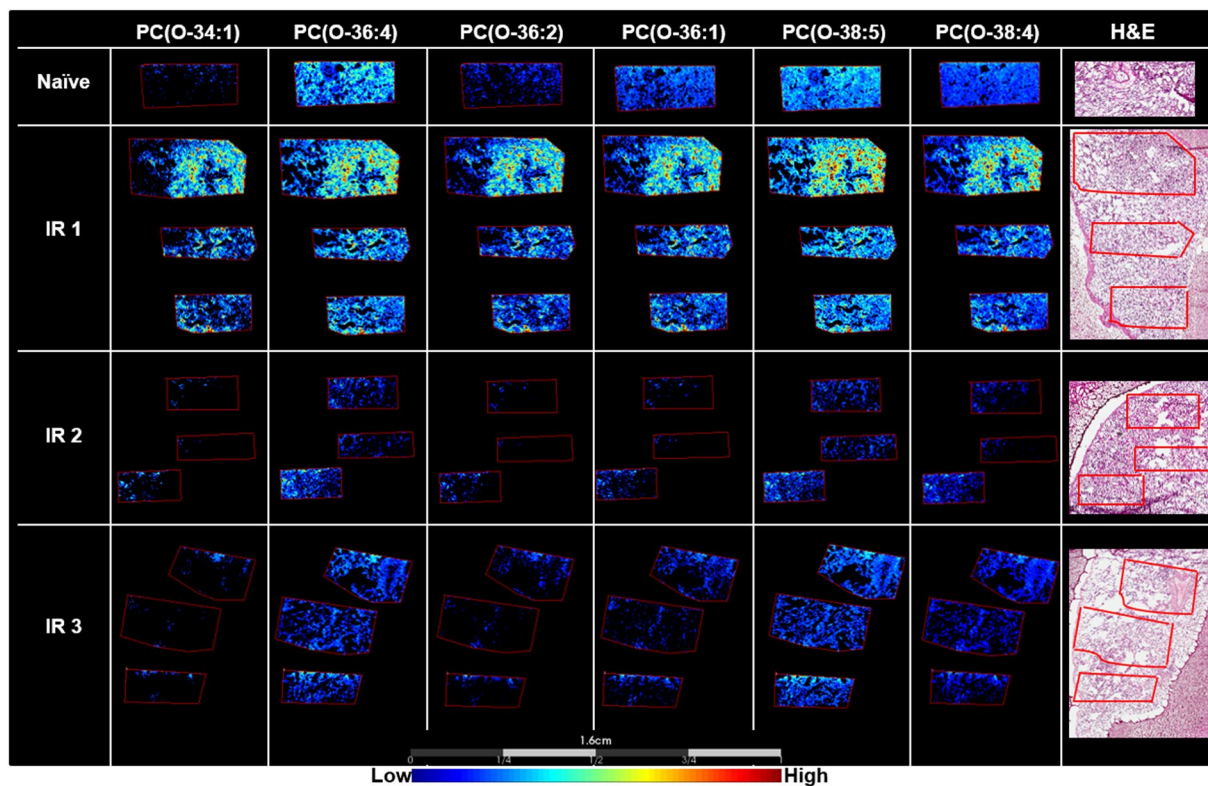 PC(O-34:1) PC(O-36:4) PC(O-36:2) PC(O-36:1) PC(O-38:5) PC(O-38:4) H&E
Naïve
IR 1
IR 2
IR 3
1.6cm
0 1/4 1/2 3/4 1
Low High